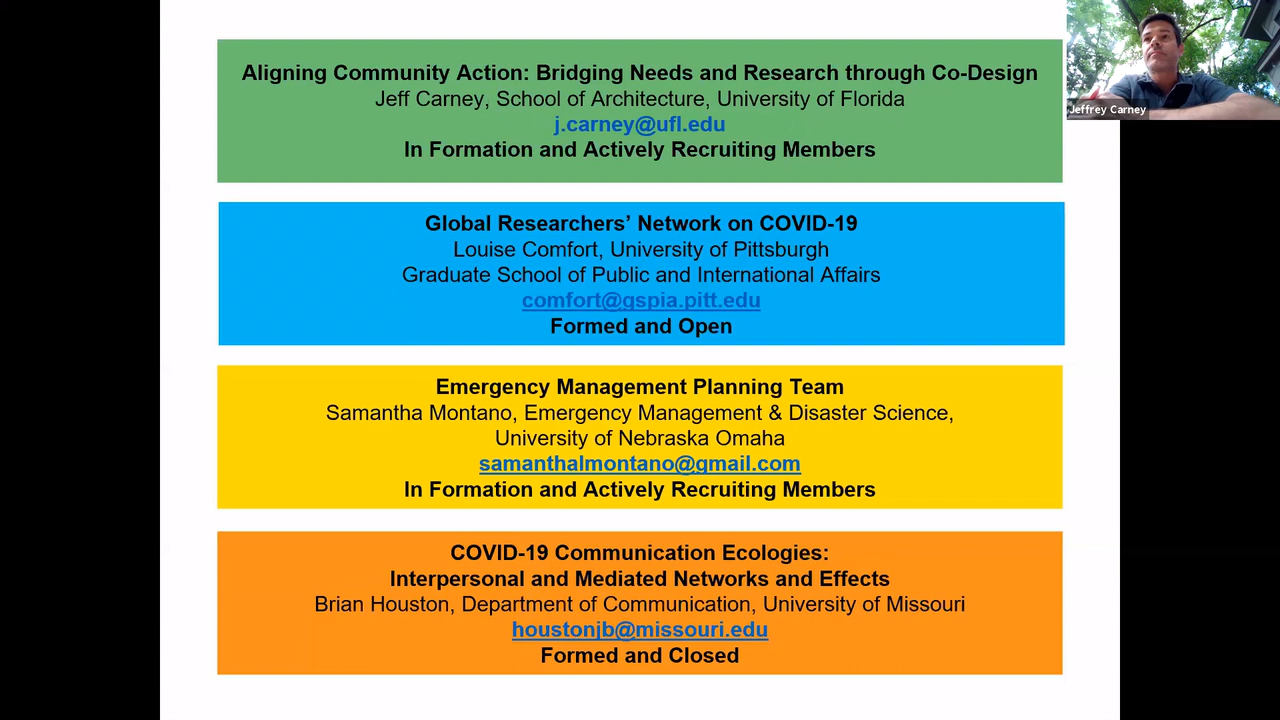 Aligning Community Action: Bridging Needs and Research through Co-Design
Jeff Carney, School of Architecture, University of Florida
j.carney@ufl.edu
In Formation and Actively Recruiting Members
Jeffrey Carney
Global Researchers’ Network on COVID-19
Louise Comfort, University of Pittsburgh
Graduate School of Public and International Affairs
comfort@gspia.pitt.edu
Formed and Open
Emergency Management Planning Team
Samantha Montano, Emergency Management & Disaster Science,
University of Nebraska Omaha
samanthalmontano@gmail.com
In Formation and Actively Recruiting Members
COVID-19 Communication Ecologies:
Interpersonal and Mediated Networks and Effects
Brian Houston, Department of Communication, University of Missouri
houstonjb@missouri.edu
Formed and Closed